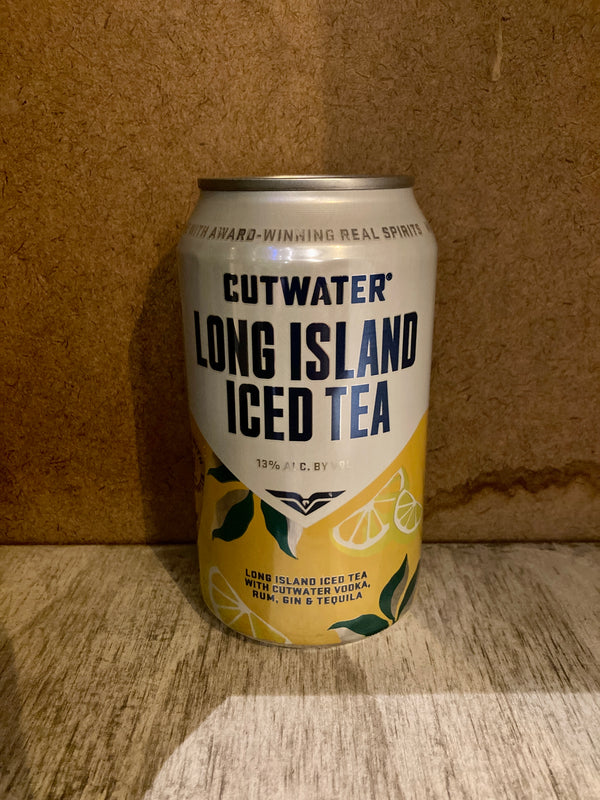 WITH AWARD-WINNING REAL SPIRITS
CUTWATER®
LONG ISLAND
ICED TEA
13% ALC. BY VOL
LONG ISLAND ICED TEA
WITH CUTWATER VODKA,
RUM, GIN & TEQUILA